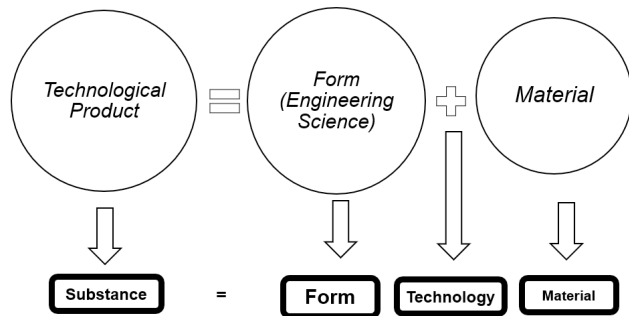 Technological
Product
=
Form
(Engineering
Science)
+
Material
Substance
=
Form
Technology
Material